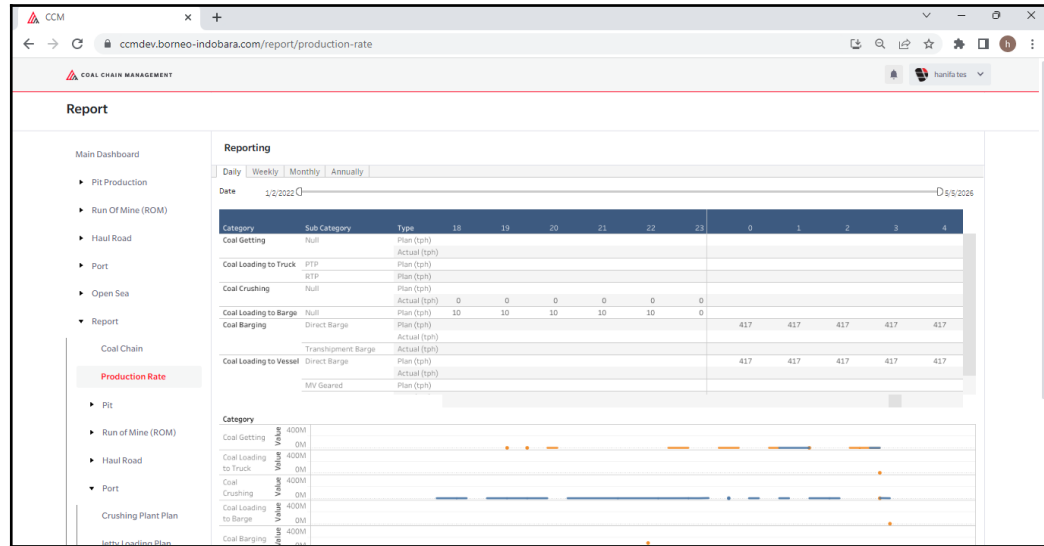 CCM
ccmdev.borneo-indobara.com/report/production-rate
h
COAL CHAIN MANAGEMENT
hanifa tes
Report
Main Dashboard
Pit Production
Run Of Mine (ROM)
Haul Road
Port
Open Sea
Report
Coal Chain
Production Rate
Pit
Run of Mine (ROM)
Haul Road
Port
Crushing Plant Plan
Jetty Loading Plan
Reporting
Daily Weekly Monthly Annually
Date 1/2/2022 5/5/2026
Category Sub Category Type 18 19 20 21 22 23 0 1 2 3 4
Coal Getting Null Plan (tph)
Actual (tph)
Coal Loading to Truck PTP Plan (tph)
RTP Plan (tph)
Coal Crushing Null Plan (tph)
Actual (tph) 0 0 0 0 0 0
Coal Loading to Barge Null Plan (tph) 10 10 10 10 10 0
Coal Barging Direct Barge Plan (tph) 417 417 417 417 417
Actual (tph)
Transhipment Barge Actual (tph)
Coal Loading to Vessel Direct Barge Plan (tph) 417 417 417 417 417
Actual (tph)
MV Geared Plan (tph)
Category
Coal Getting Value 400M 0M
Coal Loading to Truck Value 400M 0M
Coal Crushing Value 400M 0M
Coal Loading to Barge Value 400M 0M
Coal Barging Value 400M 0M